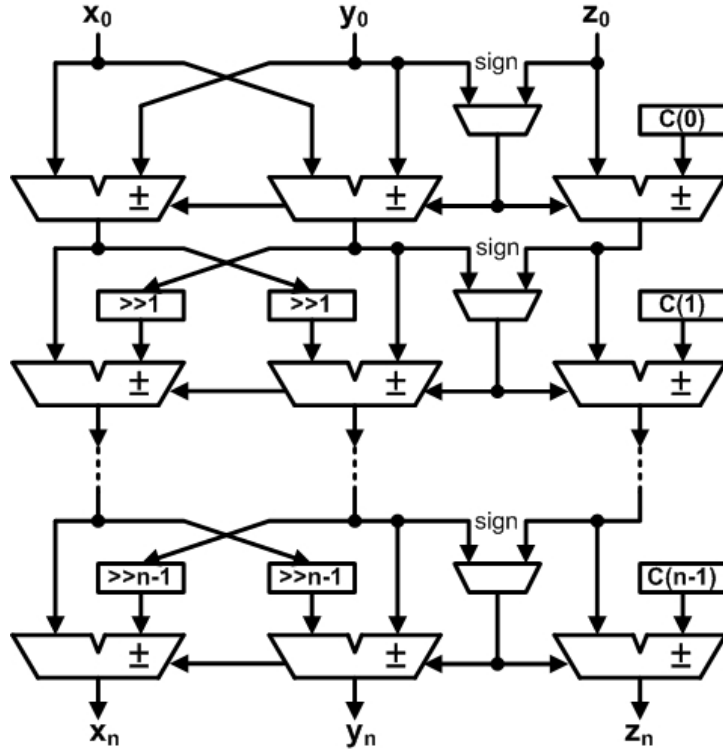 x₀ y₀ z₀
sign
C(0)
± ± ±
sign
>>1 >>1 C(1)
± ± ±
sign
>>n-1 >>n-1 C(n-1)
± ± ±
xₙ yₙ zₙ